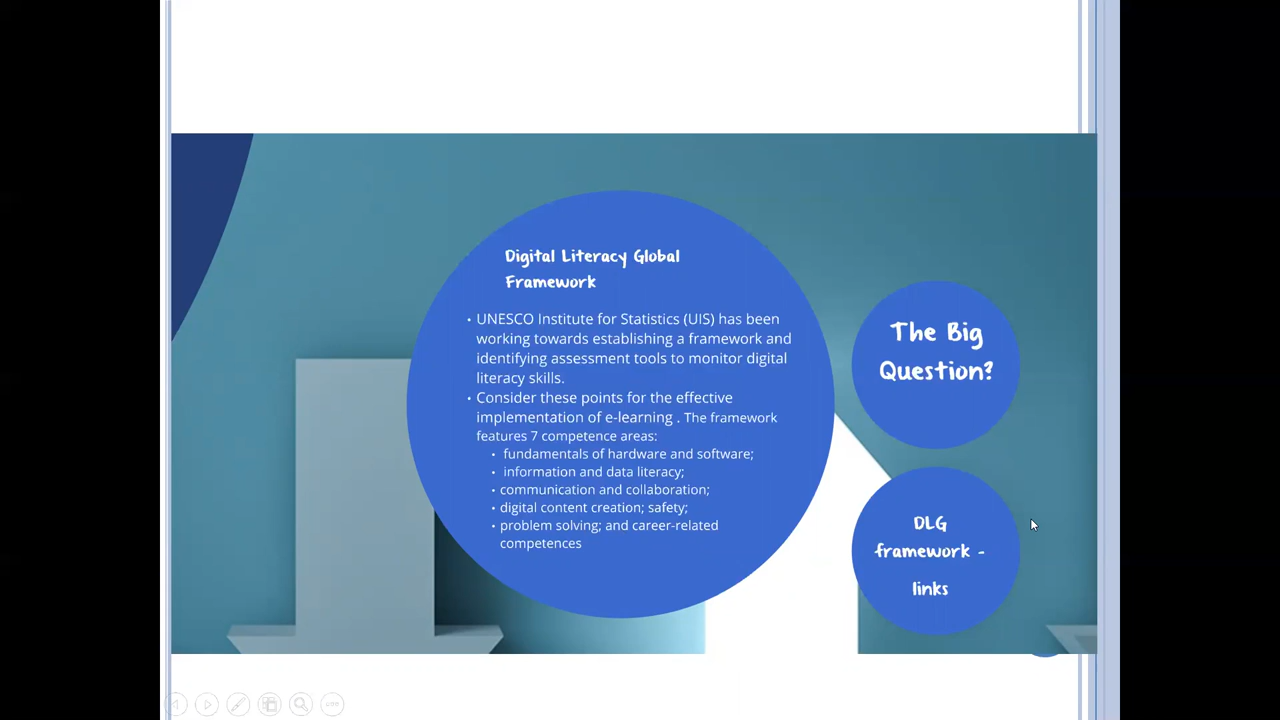 Digital Literacy Global
Framework
• UNESCO Institute for Statistics (UIS) has been
working towards establishing a framework and
identifying assessment tools to monitor digital
literacy skills.
• Consider these points for the effective
implementation of e-learning . The framework
features 7 competence areas:
• fundamentals of hardware and software;
• information and data literacy;
• communication and collaboration;
• digital content creation; safety;
• problem solving; and career-related
competences
The Big
Question?
DLG
framework -
links